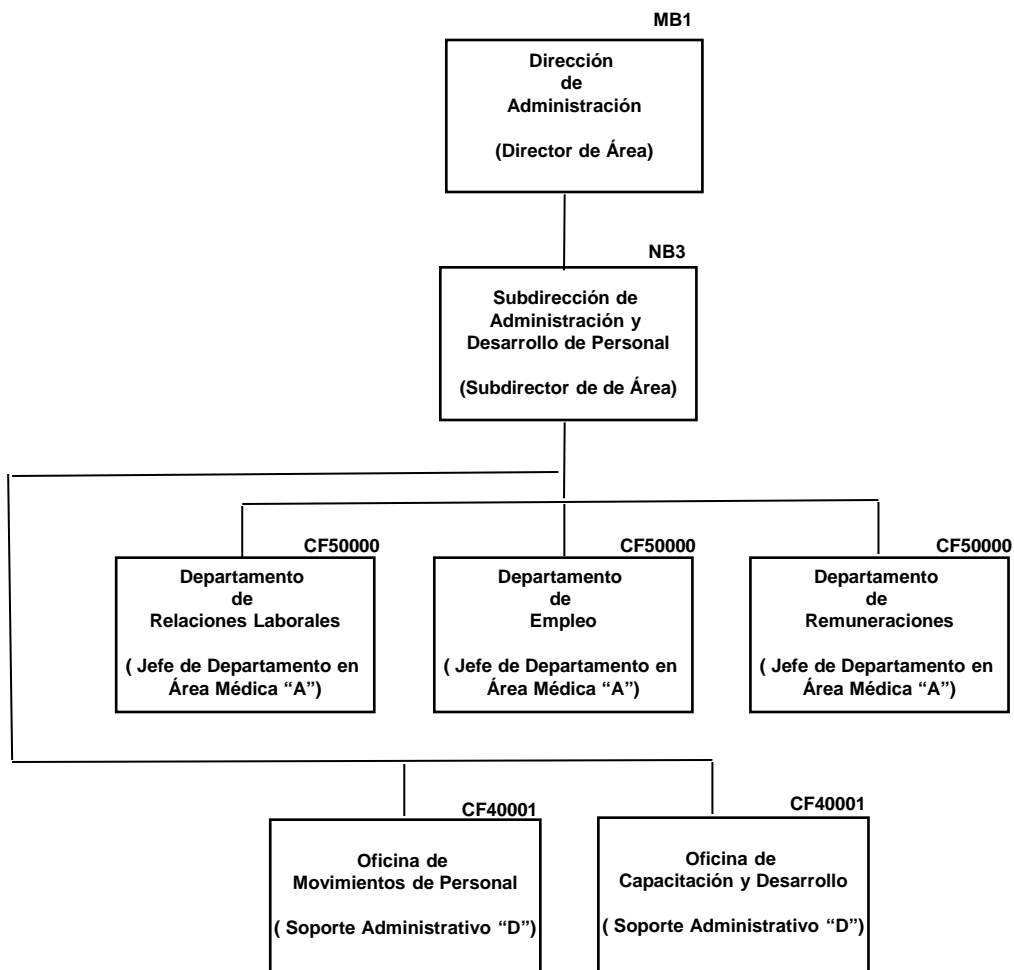 MB1
Dirección
de
Administración
(Director de Área)
NB3
Subdirección de
Administración y
Desarrollo de Personal
(Subdirector de de Área)
CF50000
Departamento
de
Relaciones Laborales
( Jefe de Departamento en
Área Médica “A”)
CF50000
Departamento
de
Empleo
( Jefe de Departamento en
Área Médica “A”)
CF50000
Departamento
de
Remuneraciones
( Jefe de Departamento en
Área Médica “A”)
CF40001
Oficina de
Movimientos de Personal
( Soporte Administrativo “D”)
CF40001
Oficina de
Capacitación y Desarrollo
( Soporte Administrativo “D”)